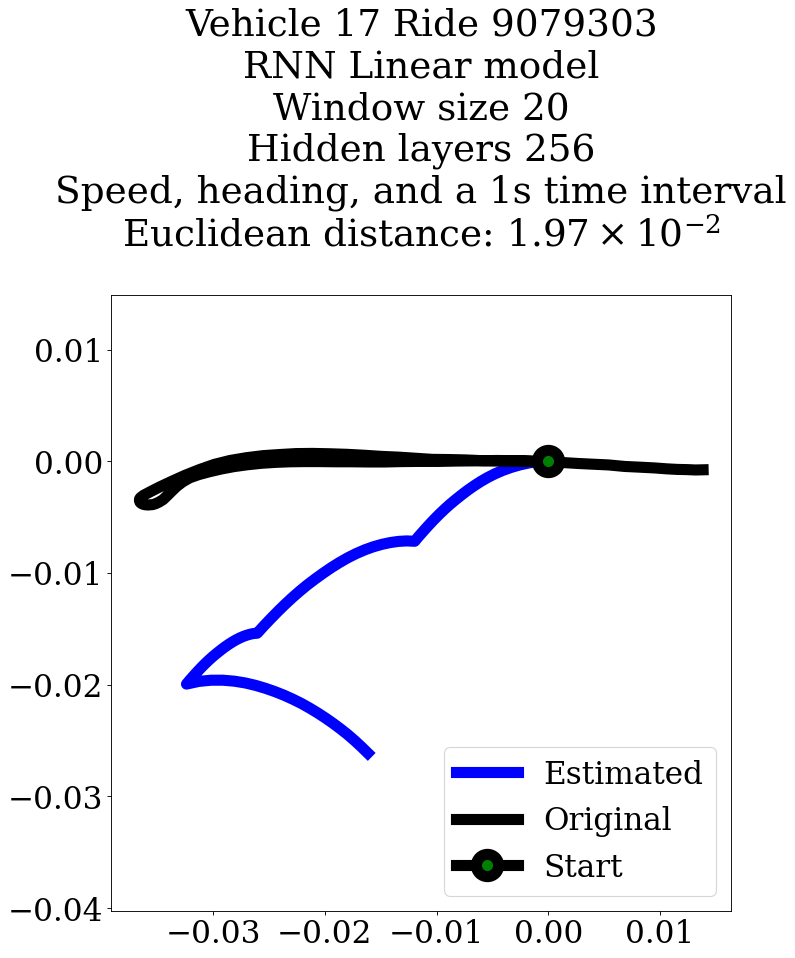 Vehicle 17 Ride 9079303
RNN Linear model
Window size 20
Hidden layers 256
Speed, heading, and a 1s time interval
Euclidean distance: 1.97 × 10⁻²
0.01
0.00
−0.01
−0.02
−0.03
−0.04
Estimated
Original
Start
−0.03 −0.02 −0.01 0.00 0.01